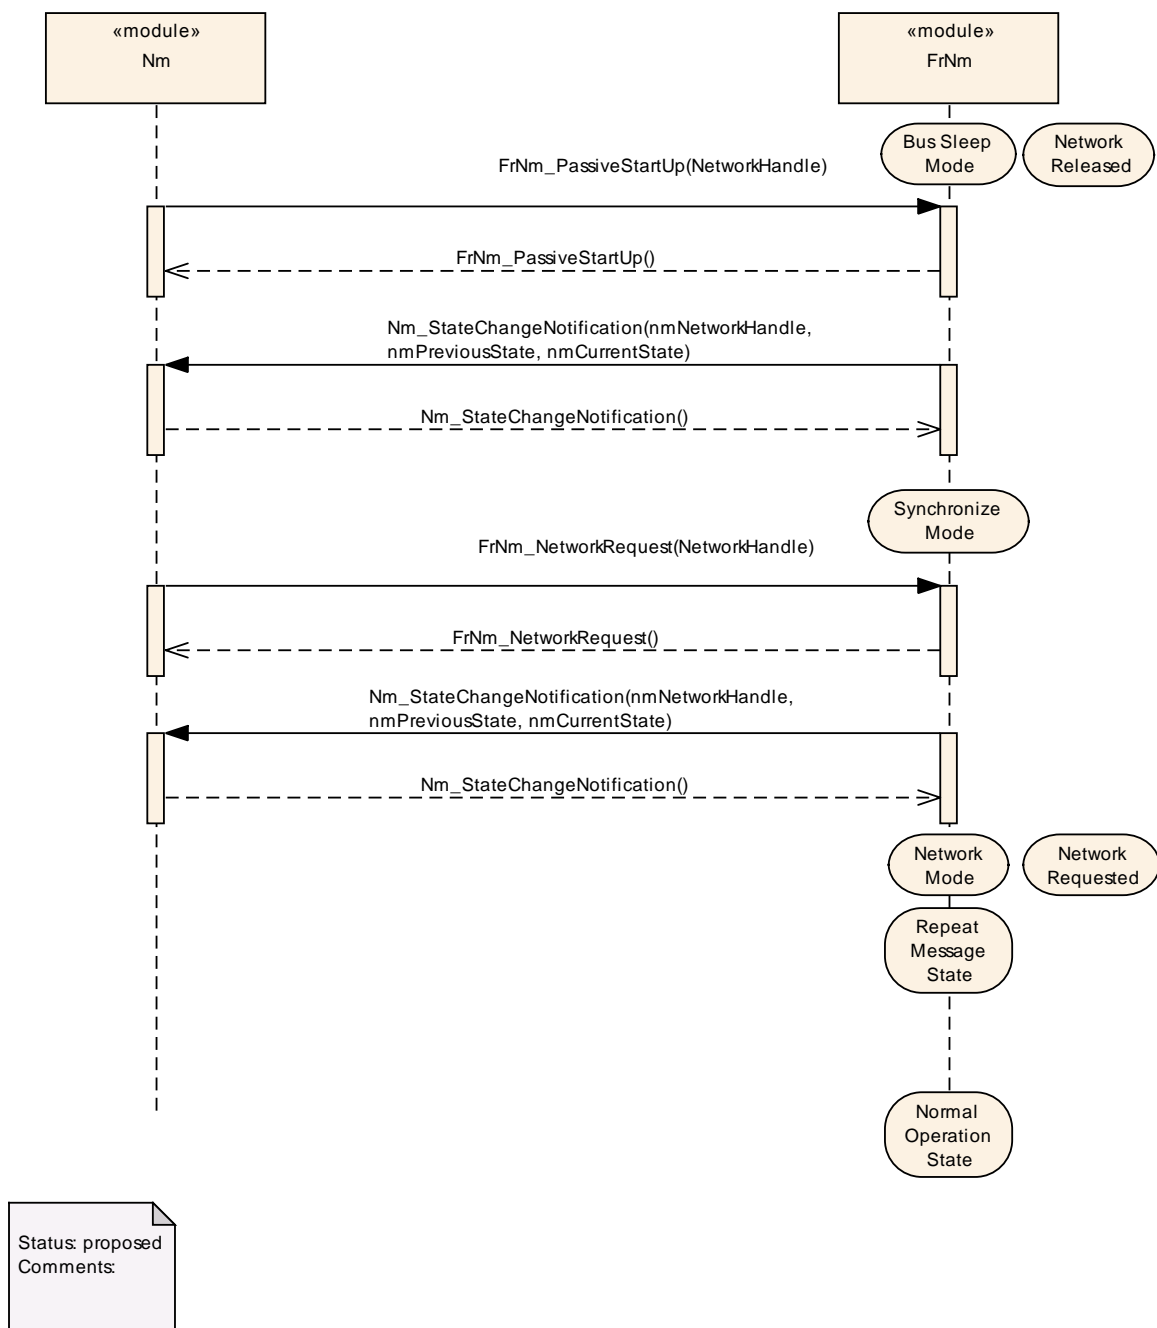 «module»
Nm
«module»
FrNm
Bus Sleep
Mode
Network
Released
FrNm_PassiveStartUp(NetworkHandle)
FrNm_PassiveStartUp()
Nm_StateChangeNotification(nmNetworkHandle,
nmPreviousState, nmCurrentState)
Nm_StateChangeNotification()
Synchronize
Mode
FrNm_NetworkRequest(NetworkHandle)
FrNm_NetworkRequest()
Nm_StateChangeNotification(nmNetworkHandle,
nmPreviousState, nmCurrentState)
Nm_StateChangeNotification()
Network
Mode
Network
Requested
Repeat
Message
State
Normal
Operation
State
Status: proposed
Comments: